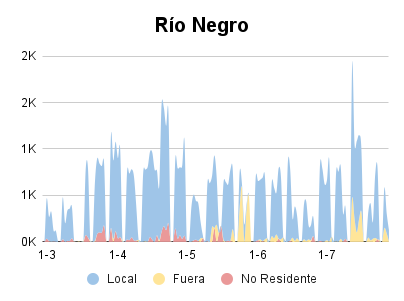 Río Negro
2K
2K
1K
1K
0K
1-3 1-4 1-5 1-6 1-7
Local Fuera No Residente